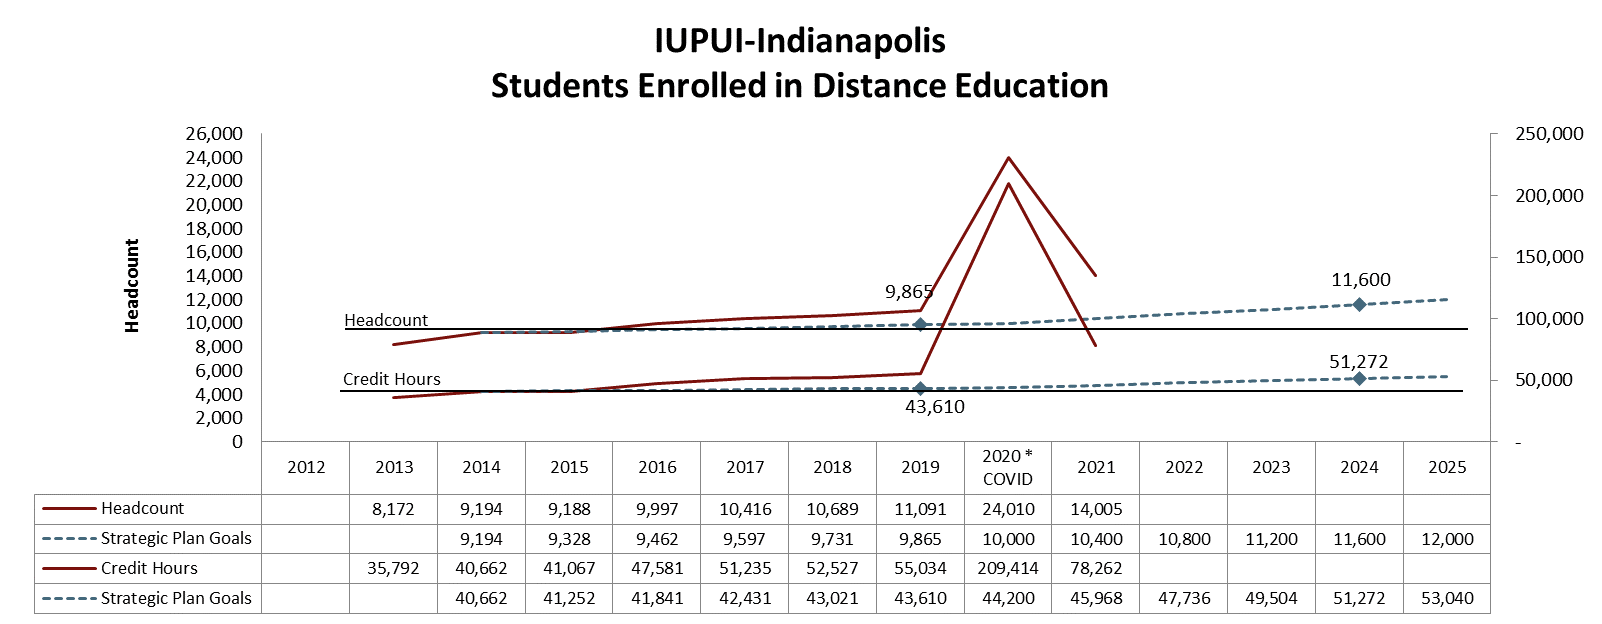 IUPUI-Indianapolis
Students Enrolled in Distance Education
Headcount
26,000
24,000
22,000
20,000
18,000
16,000
14,000
12,000
10,000
8,000
6,000
4,000
2,000
0
250,000
200,000
150,000
100,000
50,000
-
Headcount
9,865
11,600
Credit Hours
43,610
51,272
2012 2013 2014 2015 2016 2017 2018 2019 2020 * COVID 2021 2022 2023 2024 2025
Headcount 8,172 9,194 9,188 9,997 10,416 10,689 11,091 24,010 14,005
Strategic Plan Goals 9,194 9,328 9,462 9,597 9,731 9,865 10,000 10,400 10,800 11,200 11,600 12,000
Credit Hours 35,792 40,662 41,067 47,581 51,235 52,527 55,034 209,414 78,262
Strategic Plan Goals 40,662 41,252 41,841 42,431 43,021 43,610 44,200 45,968 47,736 49,504 51,272 53,040